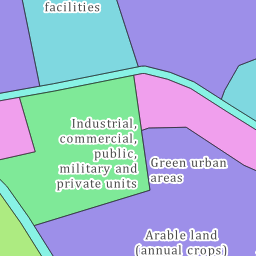 facilities
Industrial,
commercial,
public,
military and
private units
Green urban
areas
Arable land
(annual crops)